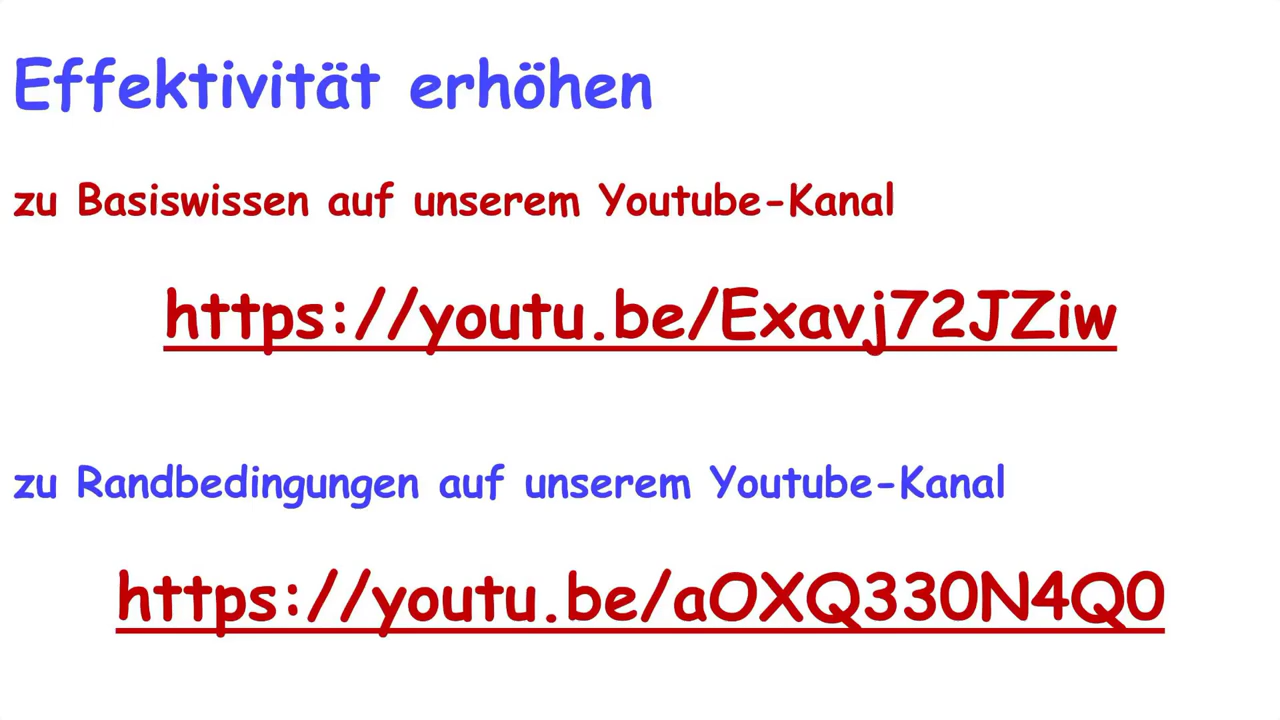 Effektivität erhöhen
zu Basiswissen auf unserem Youtube-Kanal
https://youtu.be/Exavj72JZiw
zu Randbedingungen auf unserem Youtube-Kanal
https://youtu.be/aOXQ330N4Q0